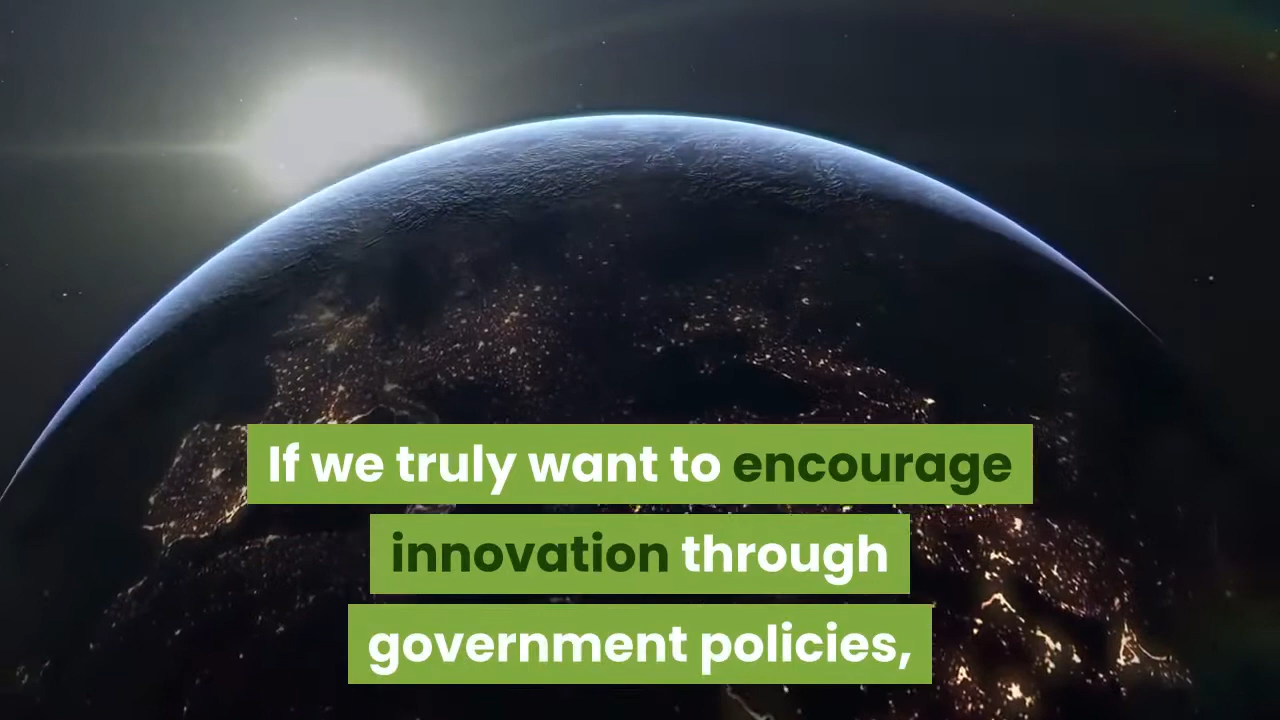 If we truly want to encourage
innovation through
government policies,